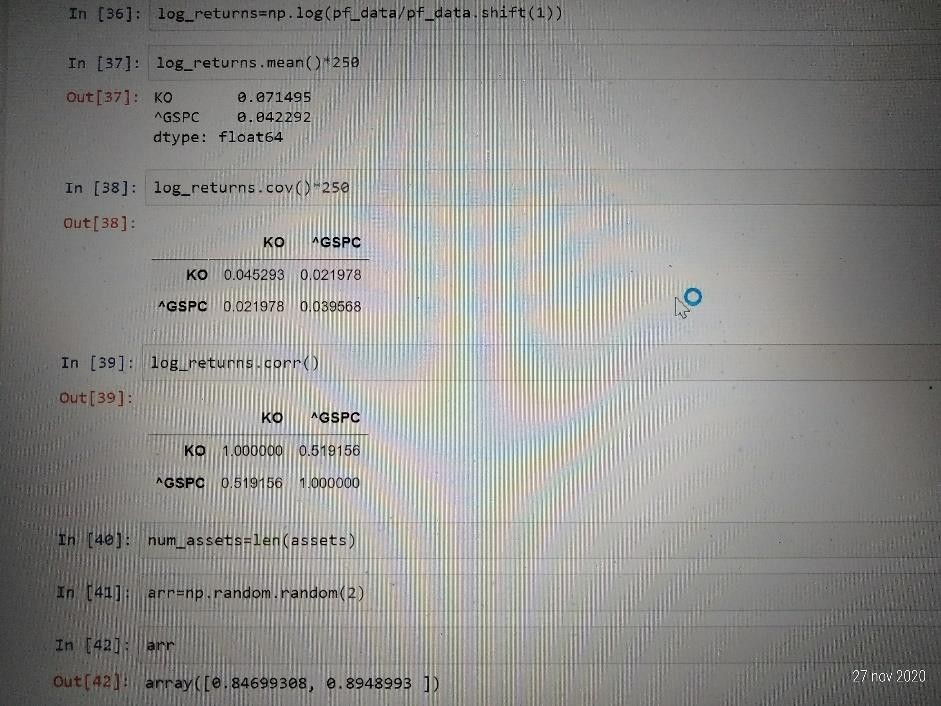 In [36]: log_returns=np.log(pf_data/pf_data.shift(1))
In [37]: log_returns.mean()*250
Out[37]: KO 0.071495
^GSPC 0.042292
dtype: float64
In [38]: log_returns.cov()*250
Out[38]:
KO ^GSPC
KO 0.045293 0.021978
^GSPC 0.021978 0.039568
In [39]: log_returns.corr()
Out[39]:
KO ^GSPC
KO 1.000000 0.519156
^GSPC 0.519156 1.000000
In [40]: num_assets=len(assets)
In [41]: arr=np.random.random(2)
In [42]: arr
Out[42]: array([0.84699308, 0.8948993 ])
27 nov 2020